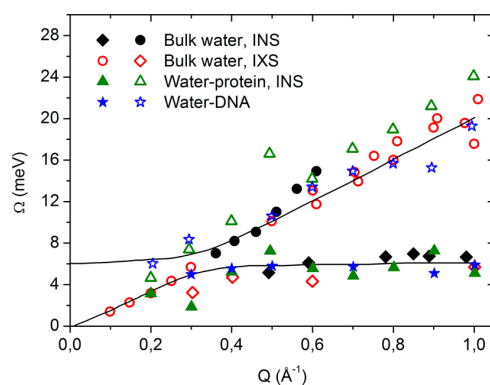 28
24
20
16
12
8
4
0
Ω (meV)
Bulk water, INS
Bulk water, IXS
Water-protein, INS
Water-DNA
0,0 0,2 0,4 0,6 0,8 1,0
Q (Å⁻¹)